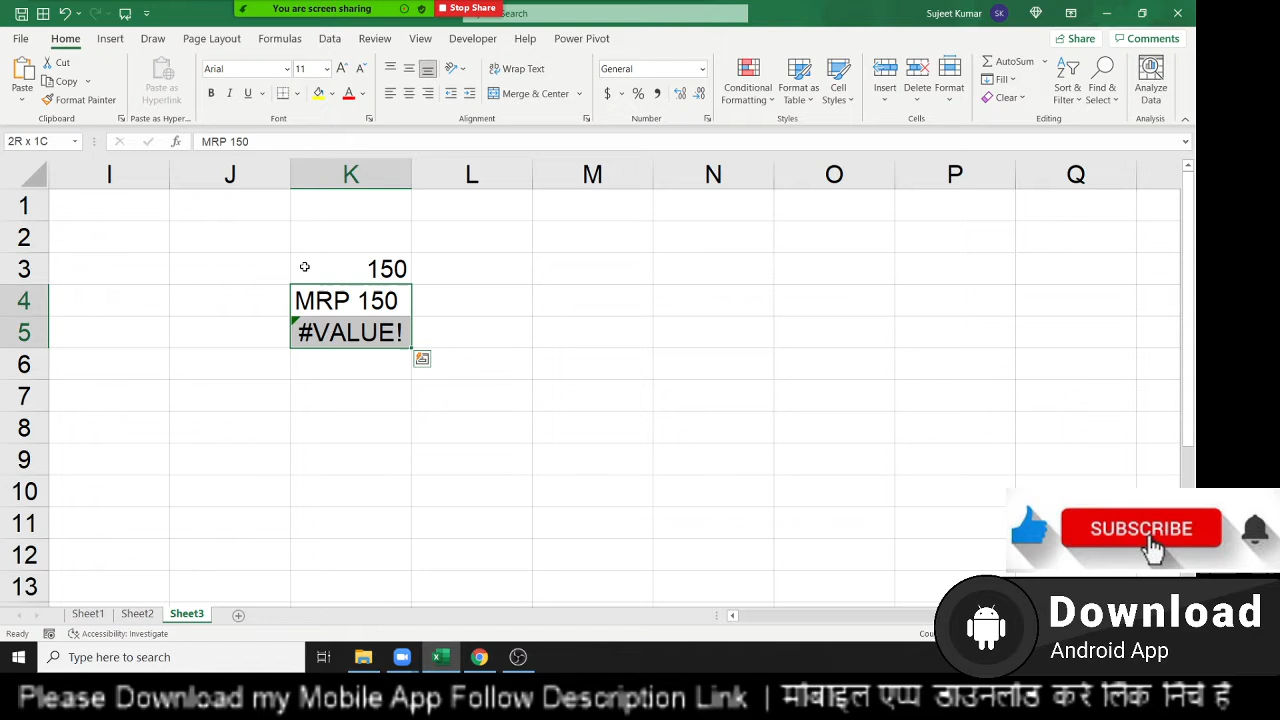 You are screen sharing
Stop Share
Search
Sujeet Kumar
SK
File Home Insert Draw Page Layout Formulas Data Review View Developer Help Power Pivot
Share Comments
Paste
Cut
Copy
Format Painter
Clipboard
Paste as Hyperlink
Paste as Hyper...
Arial 11
B I U
Font
Wrap Text
Merge & Center
Alignment
General
$ %
Number
Conditional Formatting
Format as Table
Cell Styles
Styles
Insert Delete Format
Cells
AutoSum
Fill
Clear
Sort & Filter
Find & Select
Editing
Analyze Data
Analysis
2R x 1C
fx
MRP 150
I J K L M N O P Q
1
2
3 150
4 MRP 150
5 #VALUE!
6
7
8
9
10
11
12
13
Sheet1 Sheet2 Sheet3
Ready
Accessibility: Investigate
SUBSCRIBE
Download
Android App
Type here to search
Please Download my Mobile App Follow Description Link | मोबाइल एप्प डाउनलोड करे लिंक निचे है